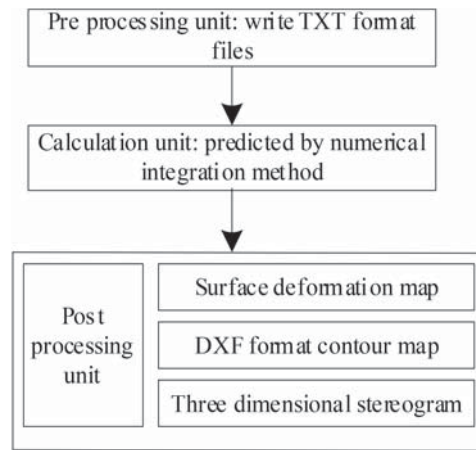 Pre processing unit: write TXT format
files
Calculation unit: predicted by numerical
integration method
Post
processing
unit
Surface deformation map
DXF format contour map
Three dimensional stereogram